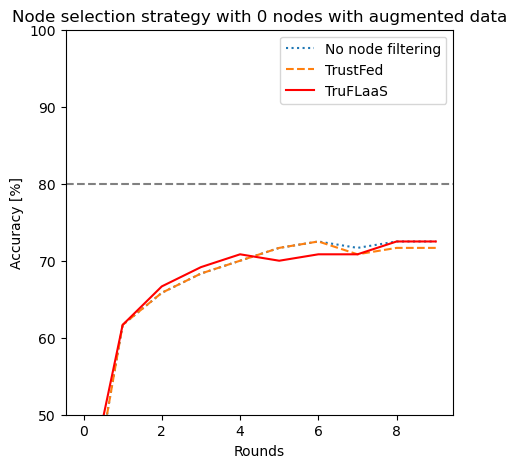 Node selection strategy with 0 nodes with augmented data
100
90
80
70
60
50
Accuracy [%]
No node filtering
TrustFed
TruFLaaS
0 2 4 6 8
Rounds